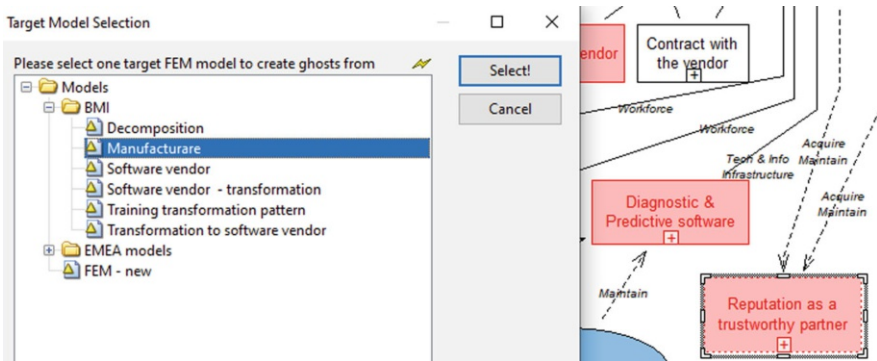 Target Model Selection
Please select one target FEM model to create ghosts from
Select!
Cancel
Models
BMI
Decomposition
Manufacturare
Software vendor
Software vendor - transformation
Training transformation pattern
Transformation to software vendor
EMEA models
FEM - new
endor
Contract with
the vendor
Workforce
Workforce
Tech & Info
Infrastructure
Acquire
Maintain
Acquire
Maintain
Diagnostic &
Predictive software
Maintain
Reputation as a
trustworthy partner